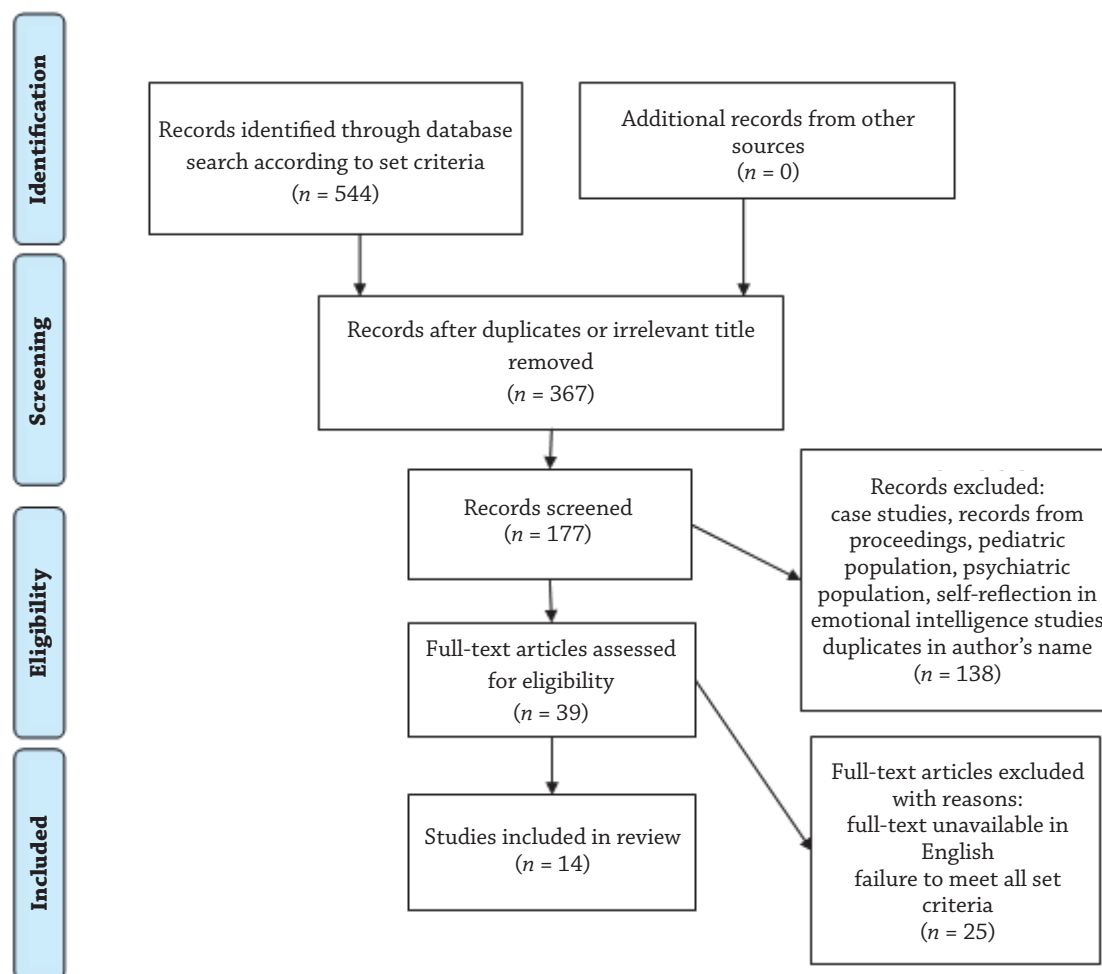 Identification
Records identified through database
search according to set criteria
(n = 544)
Additional records from other
sources
(n = 0)
Screening
Records after duplicates or irrelevant title
removed
(n = 367)
Records screened
(n = 177)
Records excluded:
case studies, records from
proceedings, pediatric
population, psychiatric
population, self-reflection in
emotional intelligence studies
duplicates in author’s name
(n = 138)
Eligibility
Full-text articles assessed
for eligibility
(n = 39)
Full-text articles excluded
with reasons:
full-text unavailable in
English
failure to meet all set
criteria
(n = 25)
Included
Studies included in review
(n = 14)